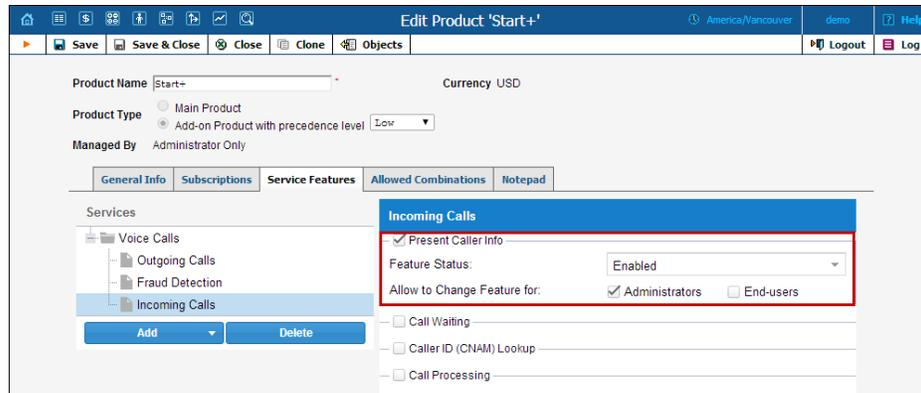 Edit Product 'Start+'
America/Vancouver
demo
Help
Save
Save & Close
Close
Clone
Objects
Logout
Log
Product Name Start+ *
Currency USD
Product Type
Main Product
Add-on Product with precedence level Low
Managed By Administrator Only
General Info
Subscriptions
Service Features
Allowed Combinations
Notepad
Services
Voice Calls
Outgoing Calls
Fraud Detection
Incoming Calls
Add
Delete
Incoming Calls
Present Caller Info
Feature Status: Enabled
Allow to Change Feature for: Administrators End-users
Call Waiting
Caller ID (CNAM) Lookup
Call Processing